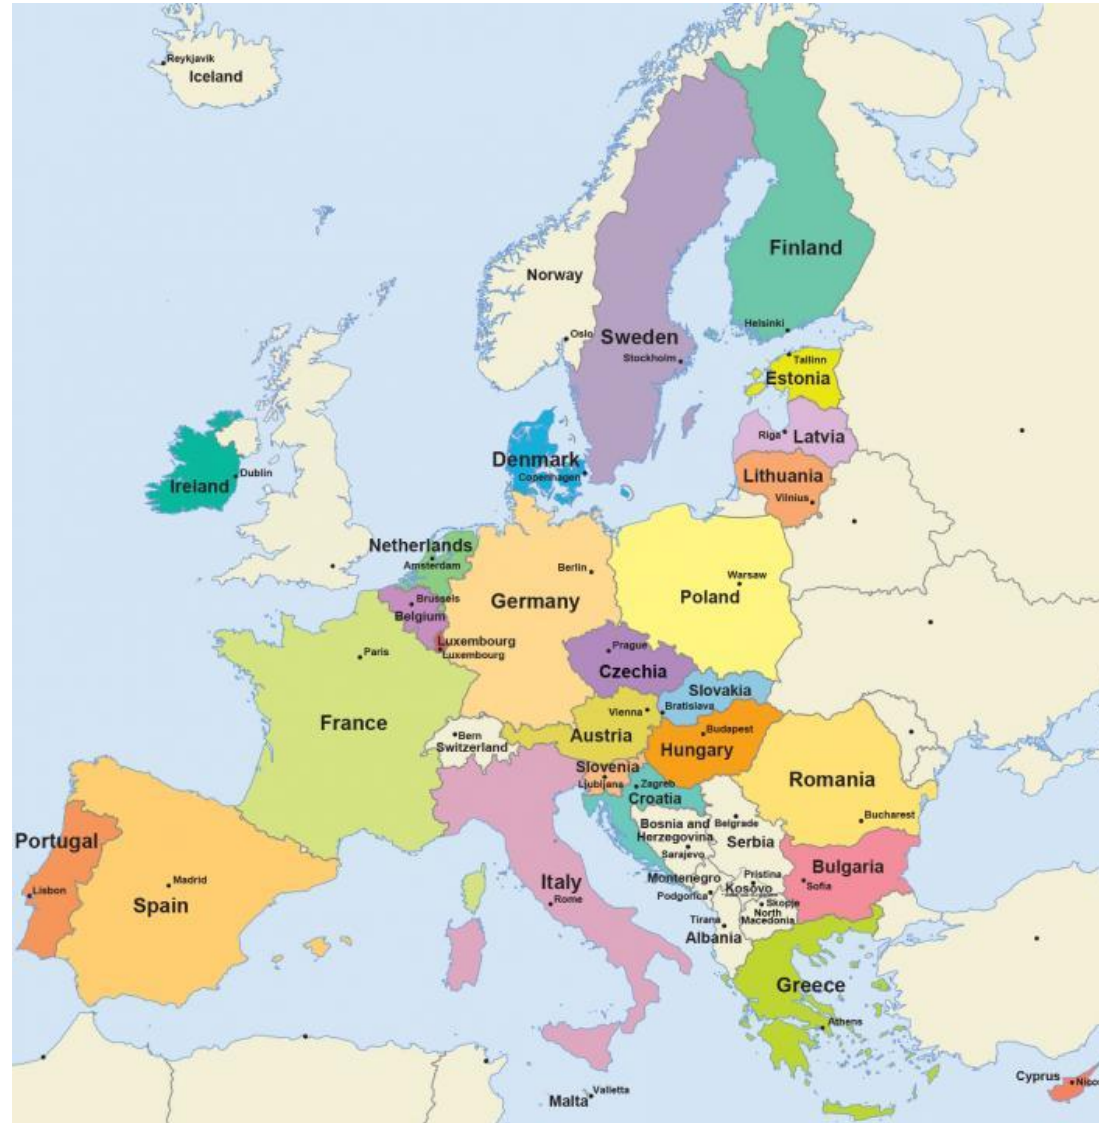 Reykjavik
Iceland
Finland
Norway
Helsinki
Oslo
Sweden
Stockholm
Tallinn
Estonia
Riga
Latvia
Denmark
Copenhagen
Dublin
Ireland
Lithuania
Vilnius
Netherlands
Amsterdam
Berlin
Germany
Warsaw
Poland
Brussels
Belgium
Luxembourg
Luxembourg
Paris
Prague
Czechia
Slovakia
Bratislava
Vienna
France
Bern
Switzerland
Austria
Budapest
Hungary
Slovenia
Ljubljana
Zagreb
Croatia
Romania
Bucharest
Bosnia and
Herzegovina
Sarajevo
Belgrade
Serbia
Portugal
Lisbon
Madrid
Spain
Italy
Rome
Montenegro
Podgorica
Pristina
Kosovo
Bulgaria
Sofia
Skopje
North
Macedonia
Tirana
Albania
Greece
Athens
Malta
Valletta
Cyprus
Nico